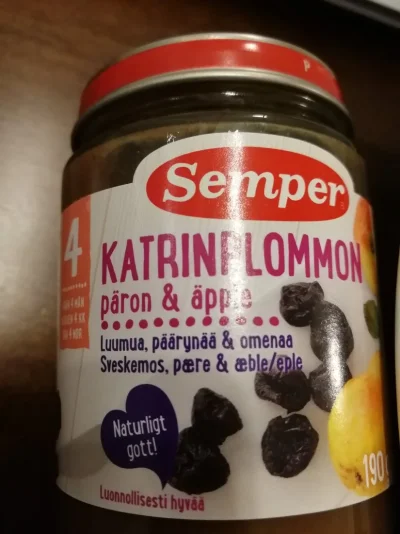 Semper
4
KATRINPLOMMON
päron & äpple
Luumua, päärynää & omenaa
Sveskemos, pære & æble/eple
Naturligt
gott!
Luonnollisesti hyvää
190